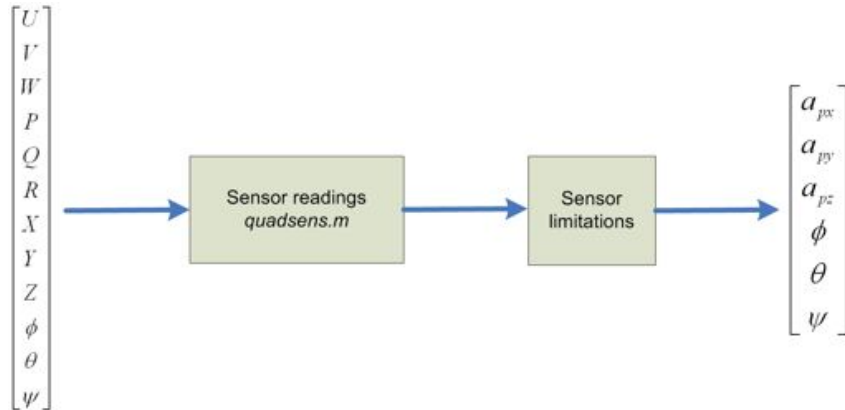 U
V
W
P
Q
R
X
Y
Z
ϕ
θ
ψ
Sensor readings
quadsens.m
Sensor
limitations
a_px
a_py
a_pz
ϕ
θ
ψ